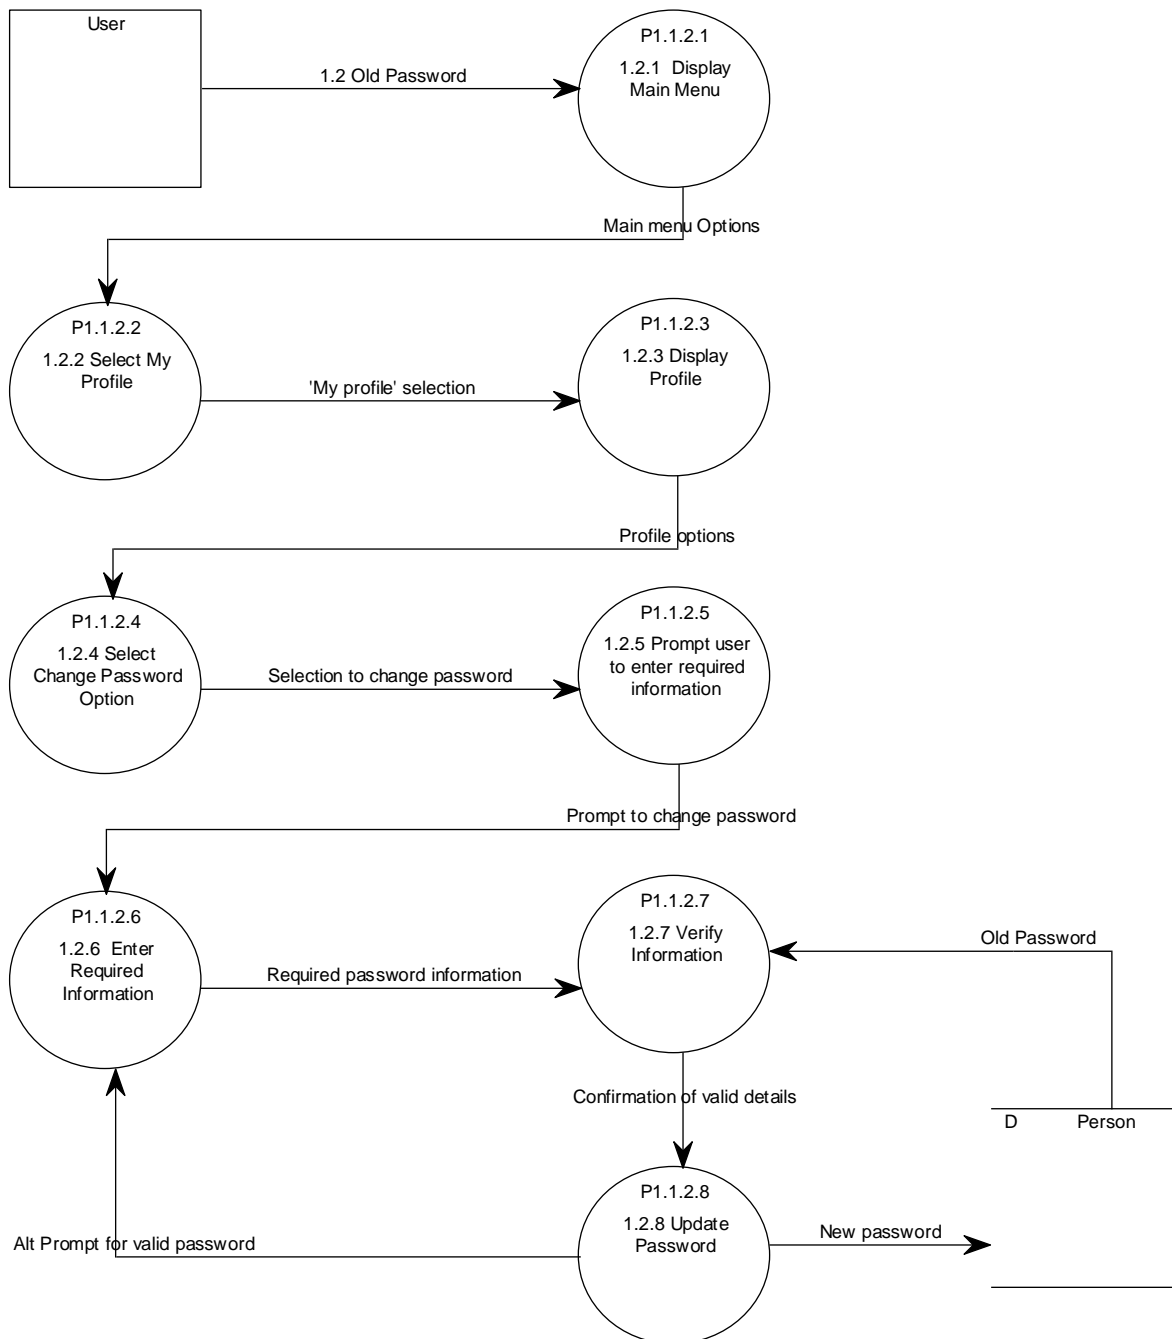 User
1.2 Old Password
P1.1.2.1
1.2.1 Display
Main Menu
Main menu Options
P1.1.2.2
1.2.2 Select My
Profile
'My profile' selection
P1.1.2.3
1.2.3 Display
Profile
Profile options
P1.1.2.4
1.2.4 Select
Change Password
Option
Selection to change password
P1.1.2.5
1.2.5 Prompt user
to enter required
information
Prompt to change password
P1.1.2.6
1.2.6 Enter
Required
Information
Required password information
P1.1.2.7
1.2.7 Verify
Information
Old Password
Confirmation of valid details
D Person
P1.1.2.8
1.2.8 Update
Password
Alt Prompt for valid password
New password